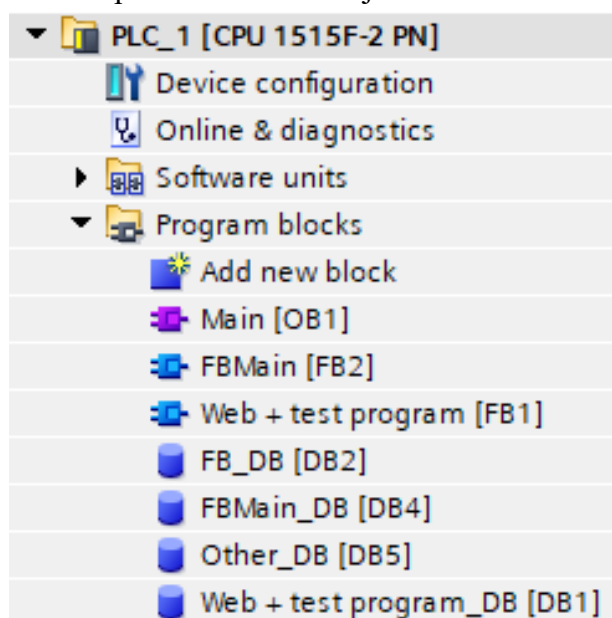 PLC_1 [CPU 1515F-2 PN]
Device configuration
Online & diagnostics
Software units
Program blocks
Add new block
Main [OB1]
FBMain [FB2]
Web + test program [FB1]
FB_DB [DB2]
FBMain_DB [DB4]
Other_DB [DB5]
Web + test program_DB [DB1]